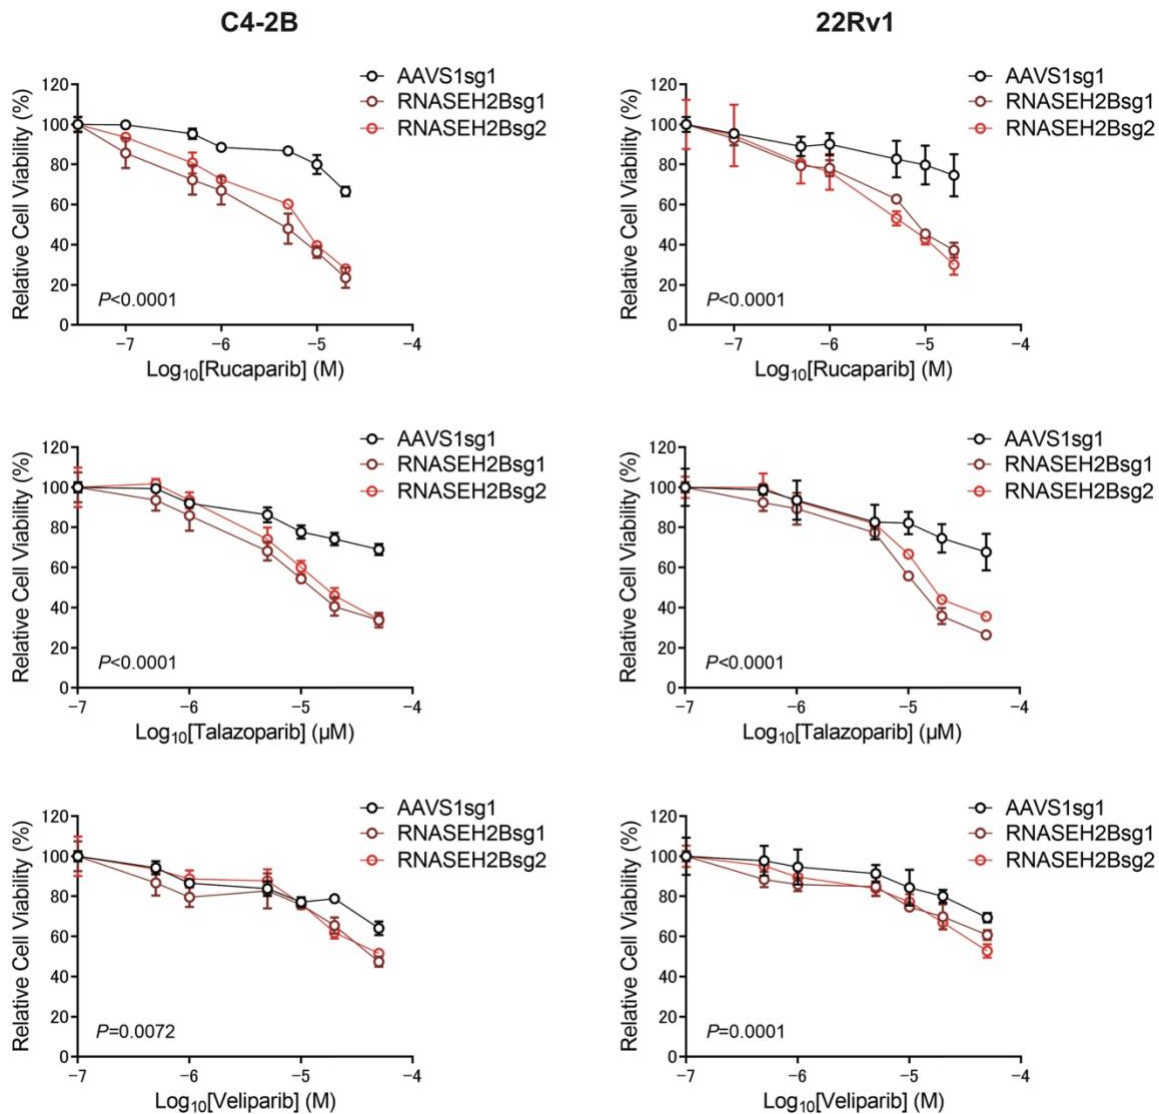 C4-2B
22Rv1
AAVS1sg1
RNASEH2Bsg1
RNASEH2Bsg2
Relative Cell Viability (%)
120
100
80
60
40
20
0
P<0.0001
−7
−6
−5
−4
Log10[Rucaparib] (M)
AAVS1sg1
RNASEH2Bsg1
RNASEH2Bsg2
Relative Cell Viability (%)
120
100
80
60
40
20
0
P<0.0001
−7
−6
−5
−4
Log10[Rucaparib] (M)
AAVS1sg1
RNASEH2Bsg1
RNASEH2Bsg2
Relative Cell Viability (%)
120
100
80
60
40
20
0
P<0.0001
−7
−6
−5
−4
Log10[Talazoparib] (µM)
AAVS1sg1
RNASEH2Bsg1
RNASEH2Bsg2
Relative Cell Viability (%)
120
100
80
60
40
20
0
P<0.0001
−7
−6
−5
−4
Log10[Talazoparib] (µM)
AAVS1sg1
RNASEH2Bsg1
RNASEH2Bsg2
Relative Cell Viability (%)
120
100
80
60
40
20
0
P=0.0072
−7
−6
−5
−4
Log10[Veliparib] (M)
AAVS1sg1
RNASEH2Bsg1
RNASEH2Bsg2
Relative Cell Viability (%)
120
100
80
60
40
20
0
P=0.0001
−7
−6
−5
−4
Log10[Veliparib] (M)